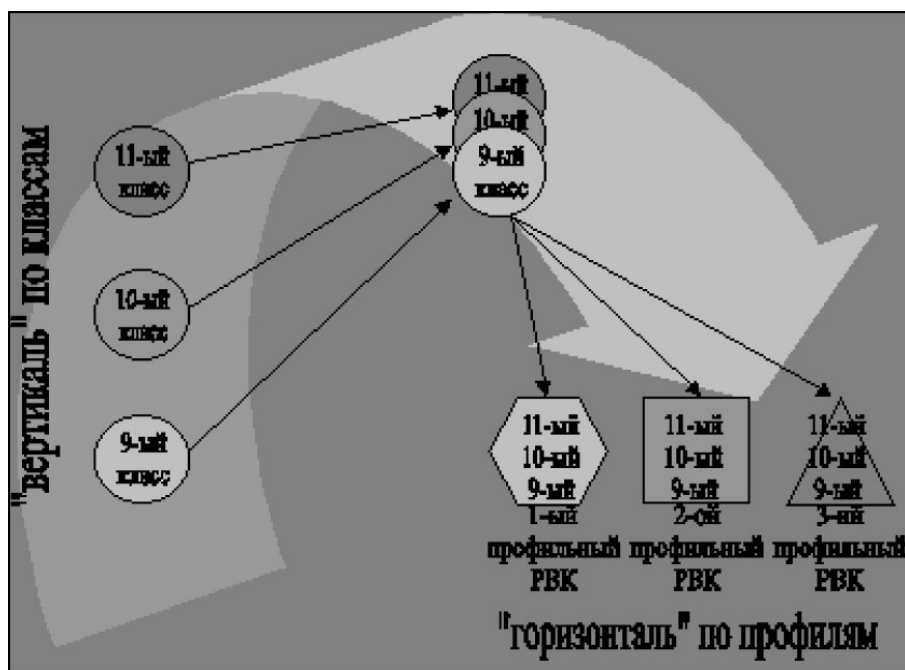 "вертикаль" по классам
11-ый
класс
10-ый
класс
9-ый
класс
11-ый
10-ый
9-ый
класс
11-ый
10-ый
9-ый
1-ый
профильный
РВК
11-ый
10-ый
9-ый
2-ой
профильный
РВК
11-ый
10-ый
9-ый
3-ий
профильный
РВК
"горизонталь" по профилям